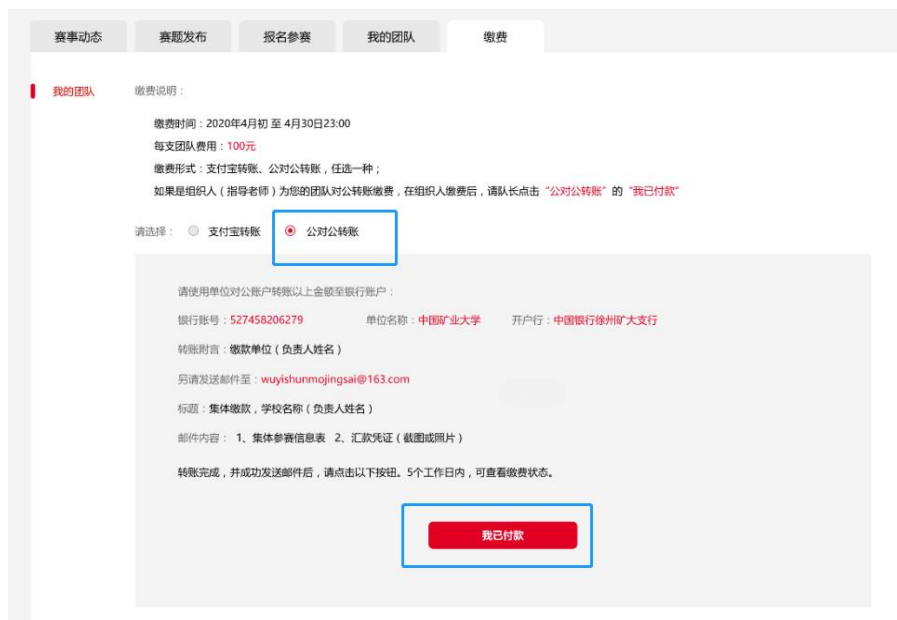 赛事动态 赛题发布 报名参赛 我的团队 缴费
我的团队 缴费说明：
缴费时间：2020年4月初 至 4月30日23:00
每支团队费用：100元
缴费形式：支付宝转账、公对公转账，任选一种；
如果是组织人（指导老师）为您的团队对公转账缴费，在组织人缴费后，请队长点击 “公对公转账” 的 “我已付款”
请选择： 支付宝转账 公对公转账
请使用单位对公账户转账以上金额至银行账户：
银行账号：527458206279 单位名称：中国矿业大学 开户行：中国银行徐州矿大支行
转账附言：缴款单位（负责人姓名）
另请发送邮件至：wuyishunmojingsai@163.com
标题：集体缴款，学校名称（负责人姓名）
邮件内容： 1、集体参赛信息表 2、汇款凭证（截图或照片）
转账完成，并成功发送邮件后，请点击以下按钮。5个工作日内，可查看缴费状态。
我已付款